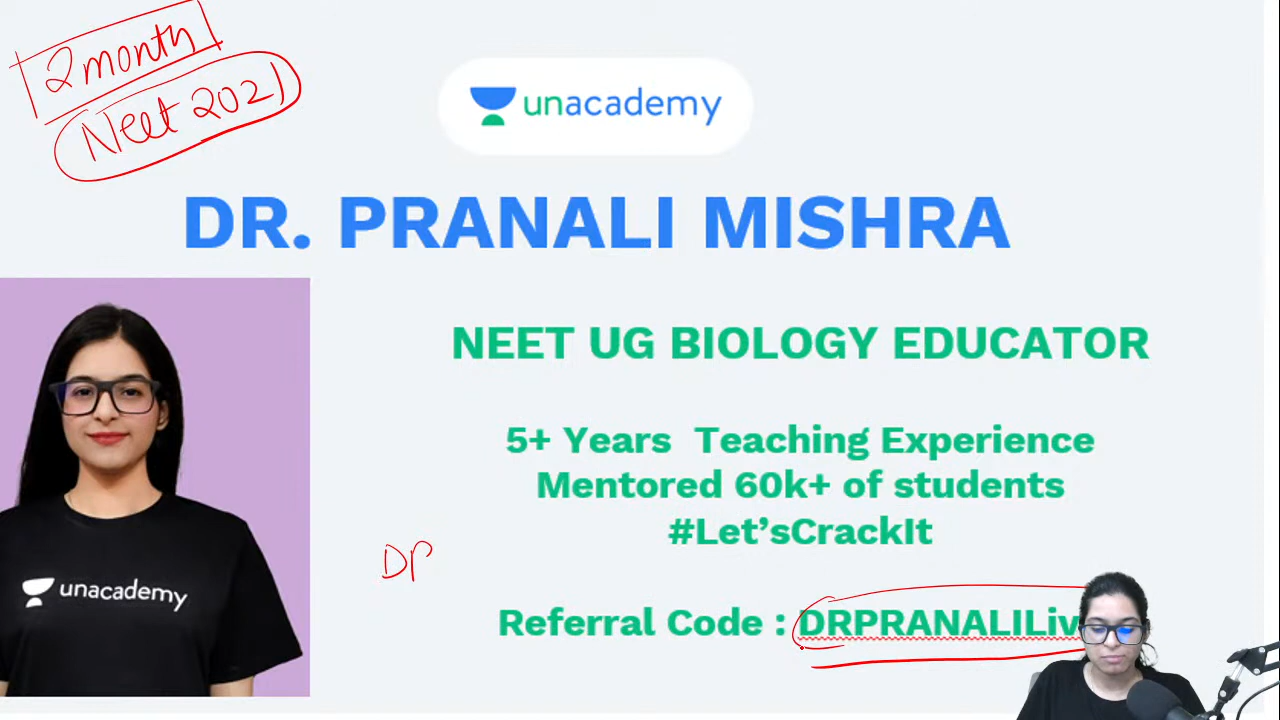 2 month
Neet 2021
unacademy
DR. PRANALI MISHRA
NEET UG BIOLOGY EDUCATOR
5+ Years Teaching Experience
Mentored 60k+ of students
#Let'sCrackIt
DP
unacademy
Referral Code : DRPRANALILiv